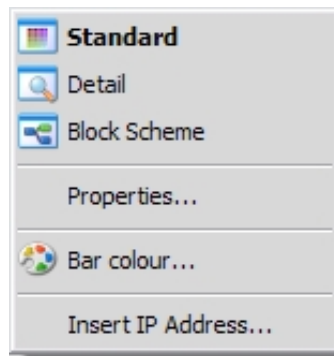 Standard
Detail
Block Scheme
Properties...
Bar colour...
Insert IP Address...